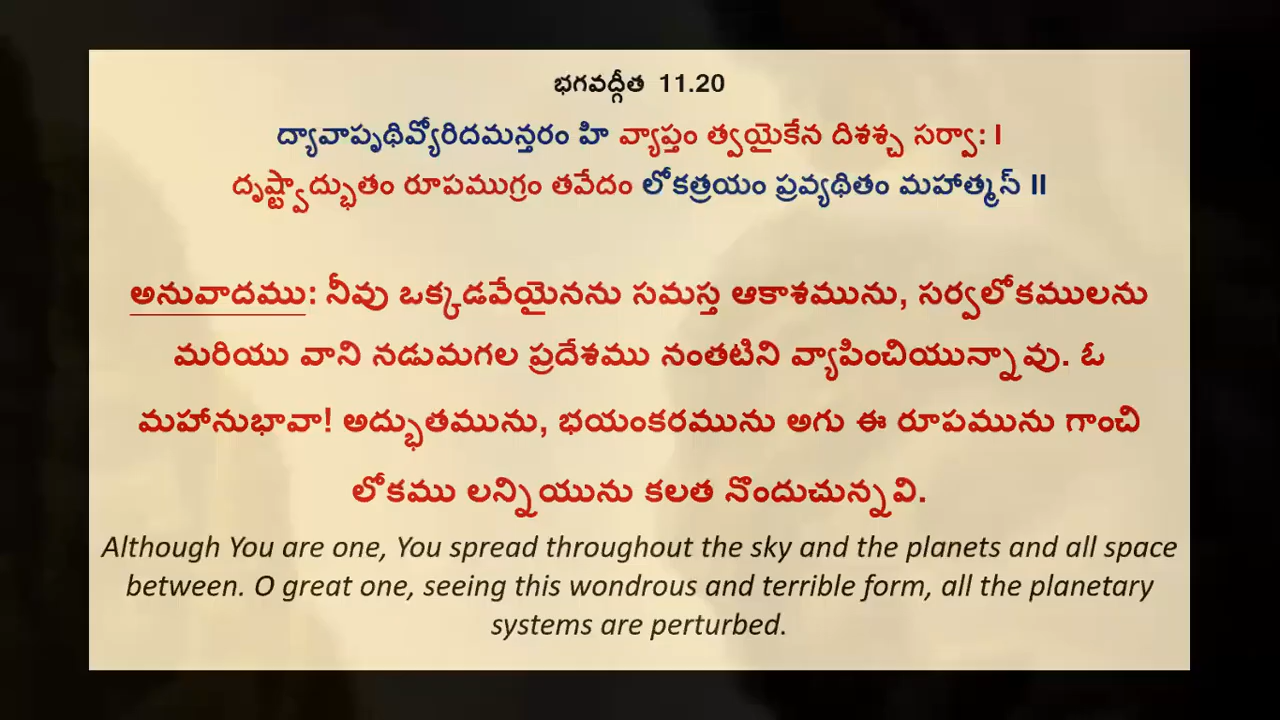 భగవద్గీత 11.20
ద్యావాపృథివ్యోరిదమన్తరం హి వ్యాప్తం త్వయైకేన దిశశ్చ సర్వా: I
దృష్ట్వాద్భుతం రూపముగ్రం తవేదం లోకత్రయం ప్రవ్యథితం మహాత్మన్ II
అనువాదము: నీవు ఒక్కడవేయైనను సమస్త ఆకాశమును, సర్వలోకములను
మరియు వాని నడుమగల ప్రదేశము నంతటిని వ్యాపించియున్నావు. ఓ
మహానుభావా! అద్భుతమును, భయంకరమును అగు ఈ రూపమును గాంచి
లోకము లన్నియును కలత నొందుచున్నవి.
Although You are one, You spread throughout the sky and the planets and all space
between. O great one, seeing this wondrous and terrible form, all the planetary
systems are perturbed.